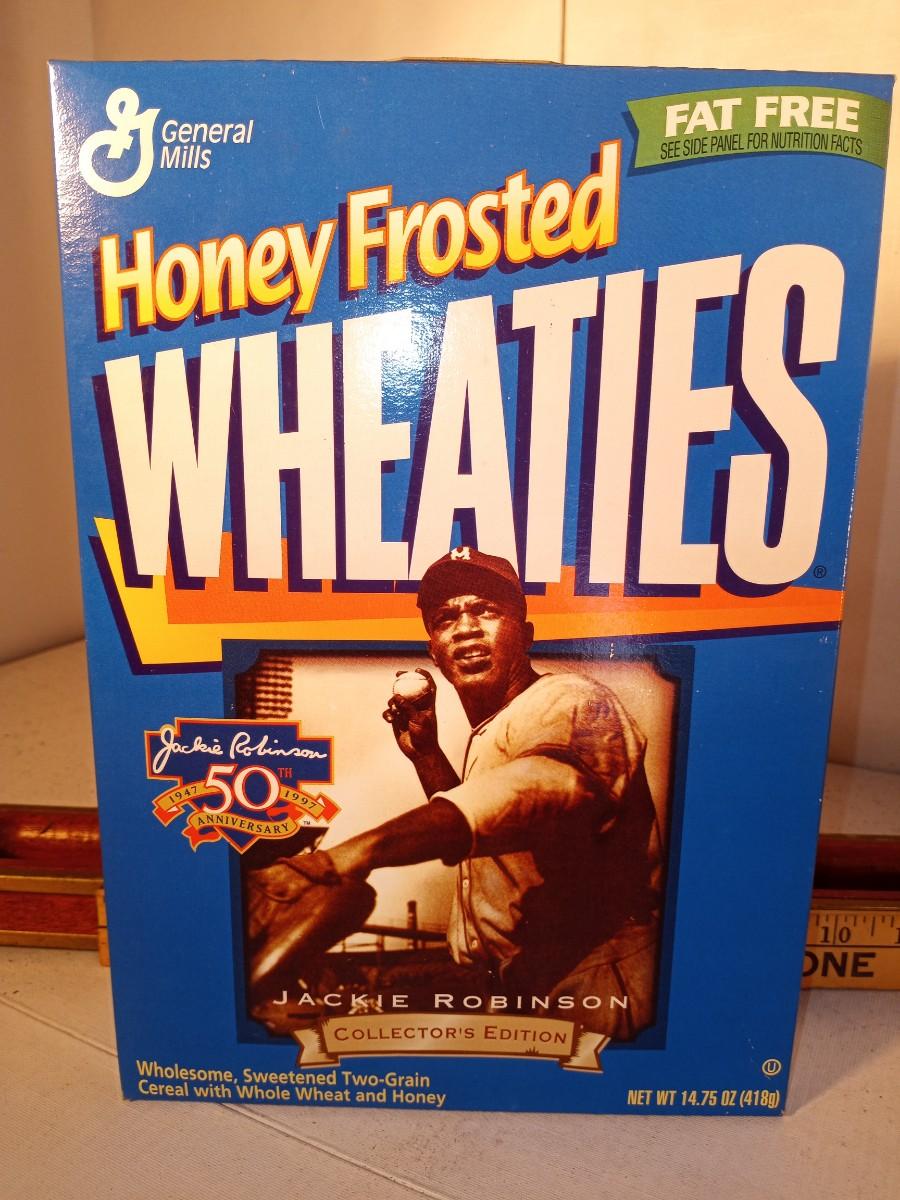 General
Mills
FAT FREE
SEE SIDE PANEL FOR NUTRITION FACTS
Honey Frosted
WHEATIES®
M
Jackie Robinson
50TH
1947 1997
ANNIVERSARY™
JACKIE ROBINSON
COLLECTOR'S EDITION
Wholesome, Sweetened Two-Grain
Cereal with Whole Wheat and Honey
U
NET WT 14.75 OZ (418g)
10
ONE